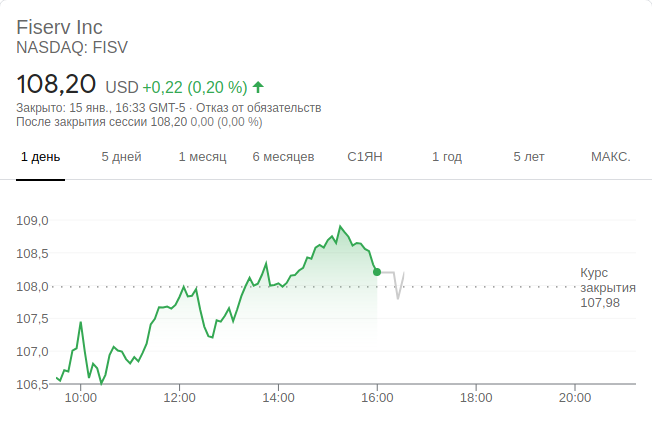 Fiserv Inc
NASDAQ: FISV
108,20 USD +0,22 (0,20 %)
Закрыто: 15 янв., 16:33 GMT-5 · Отказ от обязательств
После закрытия сессии 108,20 0,00 (0,00 %)
1 день 5 дней 1 месяц 6 месяцев С1ЯН 1 год 5 лет МАКС.
109,0
108,5
108,0
107,5
107,0
106,5
Курс
закрытия
107,98
10:00 12:00 14:00 16:00 18:00 20:00